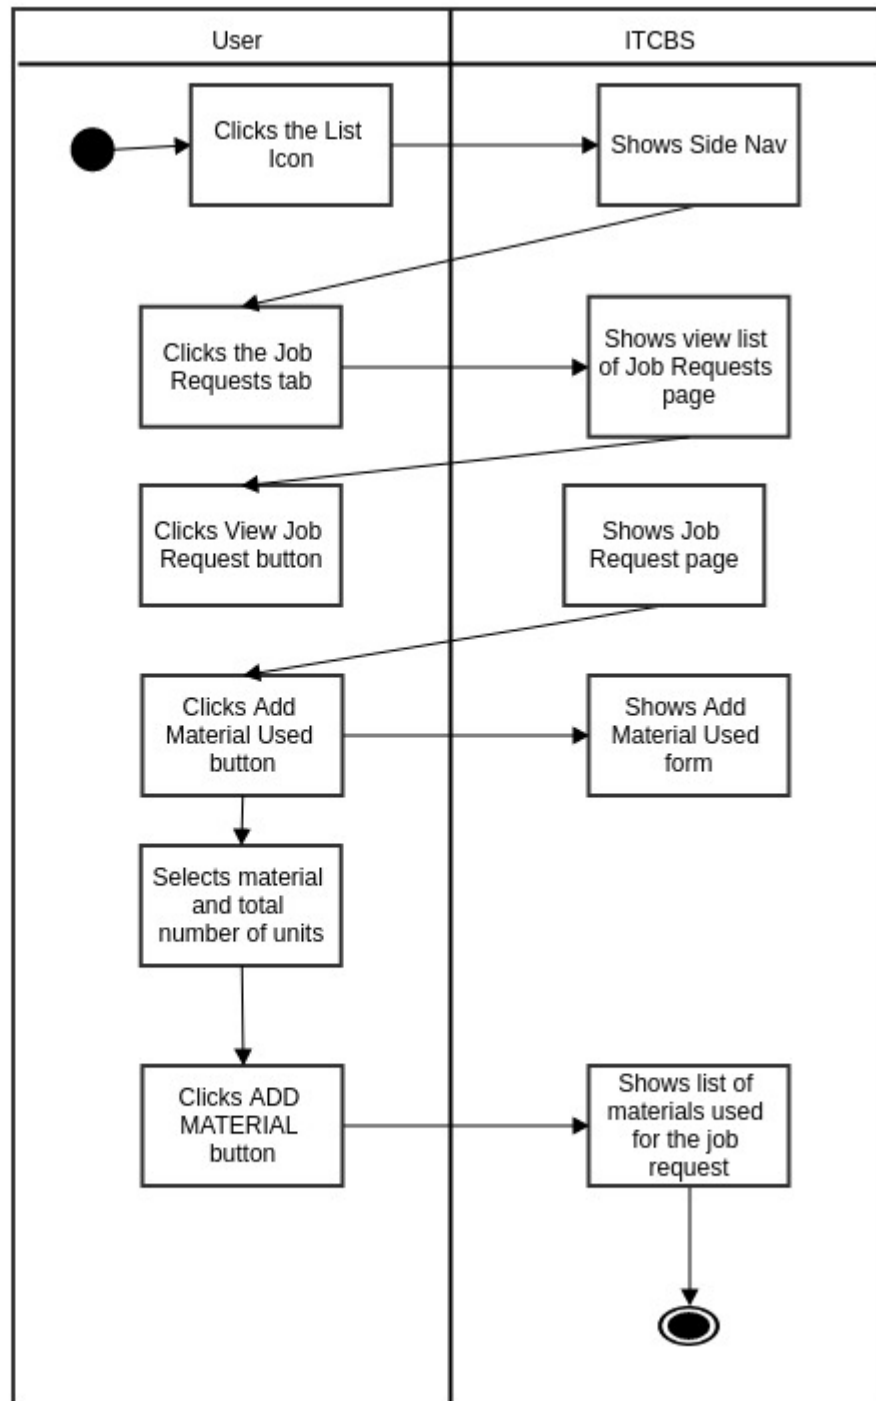 User
ITCBS
Clicks the List
Icon
Shows Side Nav
Clicks the Job
Requests tab
Shows view list
of Job Requests
page
Clicks View Job
Request button
Shows Job
Request page
Clicks Add
Material Used
button
Shows Add
Material Used
form
Selects material
and total
number of units
Clicks ADD
MATERIAL
button
Shows list of
materials used
for the job
request